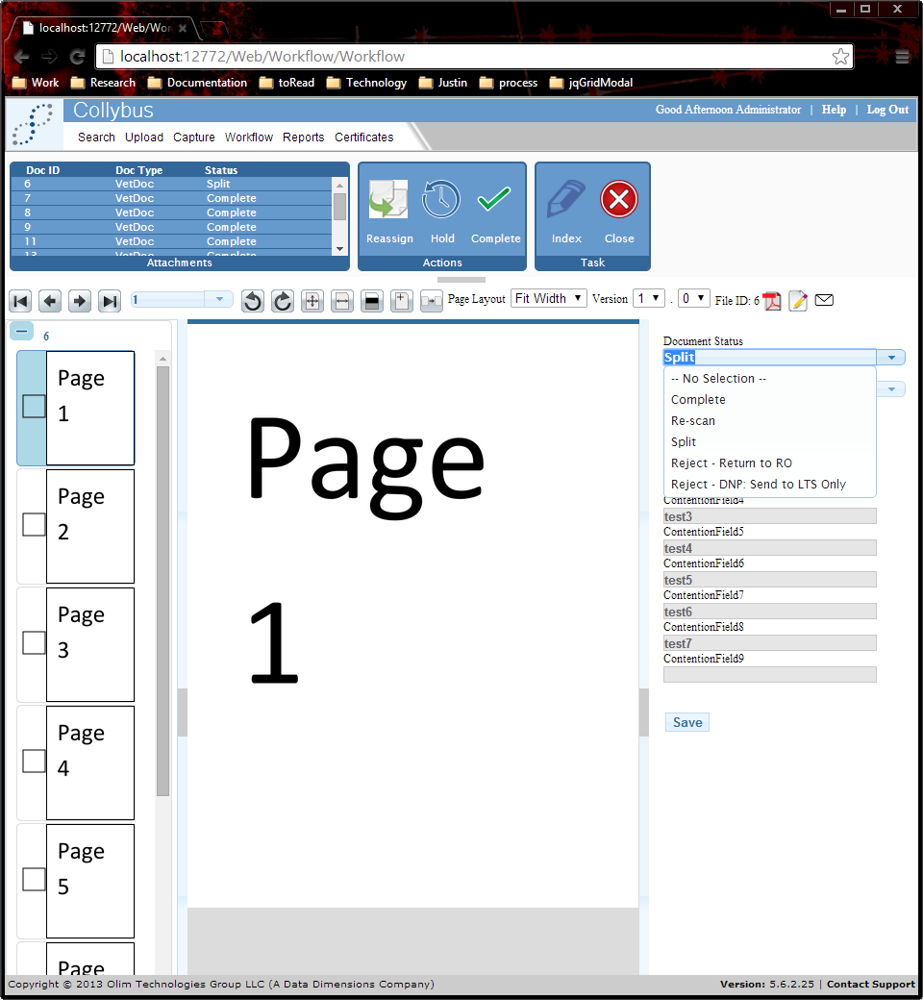 localhost:12772/Web/Wor
localhost:12772/Web/Workflow/Workflow
Work Research Documentation toRead Technology Justin process jqGridModal
Collybus
Good Afternoon Administrator | Help | Log Out
Search Upload Capture Workflow Reports Certificates
Doc ID Doc Type Status
6 VetDoc Split
7 VetDoc Complete
8 VetDoc Complete
9 VetDoc Complete
11 VetDoc Complete
13 VetDoc Complete
Attachments
Reassign Hold Complete
Actions
Index Close
Task
1 Page Layout Fit Width Version 1 . 0 File ID: 6
6
Page
1
Page
2
Page
3
Page
4
Page
5
Page
Page
1
Document Status
Split
-- No Selection --
Complete
Re-scan
Split
Reject - Return to RO
Reject - DNP: Send to LTS Only
ContentionField4
test3
ContentionField5
test4
ContentionField6
test5
ContentionField7
test6
ContentionField8
test7
ContentionField9
Save
Copyright © 2013 Olim Technologies Group LLC (A Data Dimensions Company)
Version: 5.6.2.25 | Contact Support